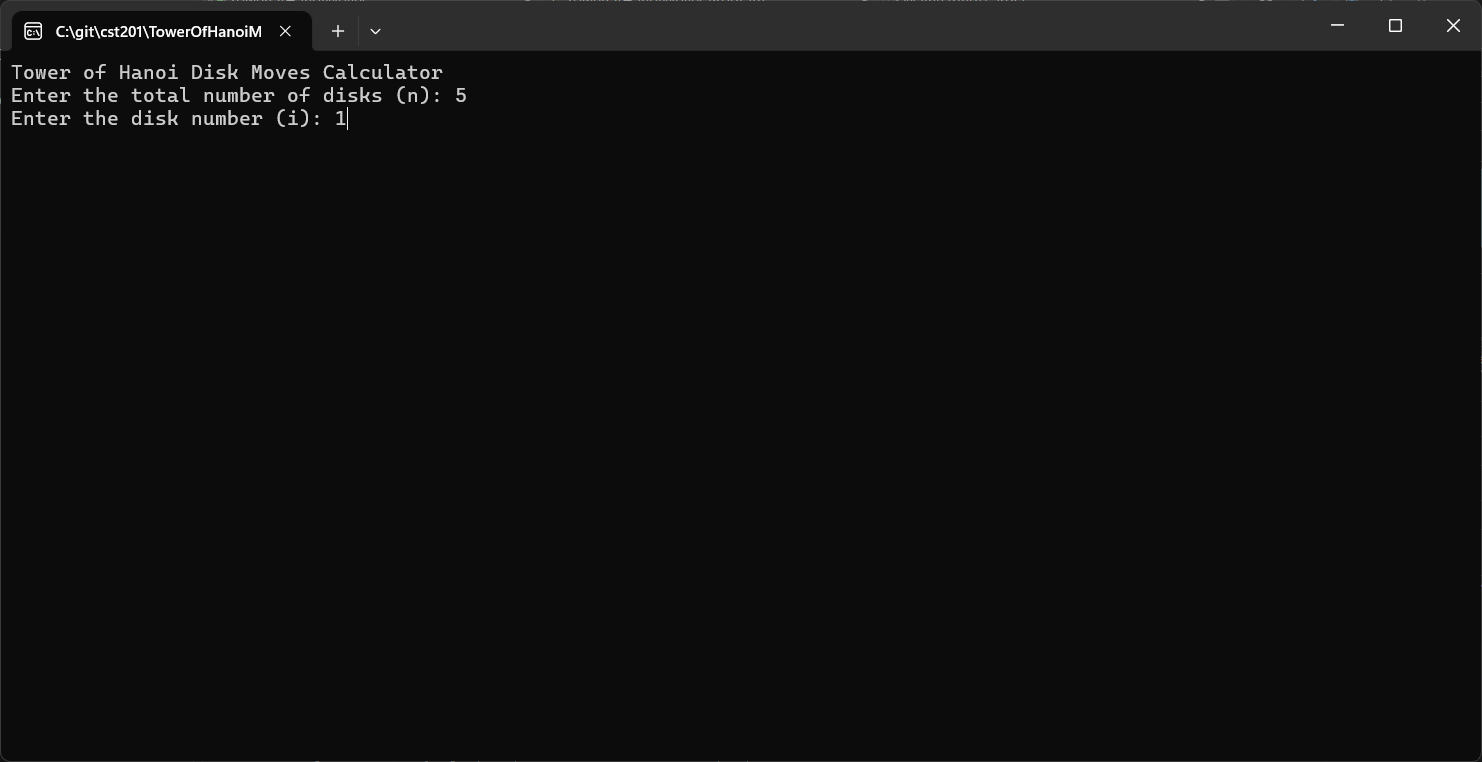 C:\git\cst201\TowerOfHanoiM
Tower of Hanoi Disk Moves Calculator
Enter the total number of disks (n): 5
Enter the disk number (i): 1